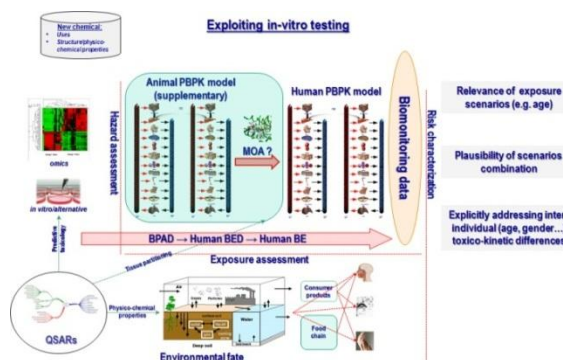 Exploiting in-vitro testing
New chemical:
• Uses
• Structure/physico-
chemical properties
Animal PBPK model
(supplementary)
Human PBPK model
Hazard assessment
MOA ?
Biomonitoring data
Risk characterization
Relevance of exposure
scenarios (e.g. age)
Plausibility of scenarios
combination
Explicitly addressing inter
individual (age, gender…)
toxico-kinetic differences
omics
in vitro/alternative
Predictive
toxicology
BPAD → Human BED → Human BE
Tissue partitioning
Exposure assessment
Physico-chemical
properties
QSARs
Water
Consumer
products
Food
chain
Environmental fate